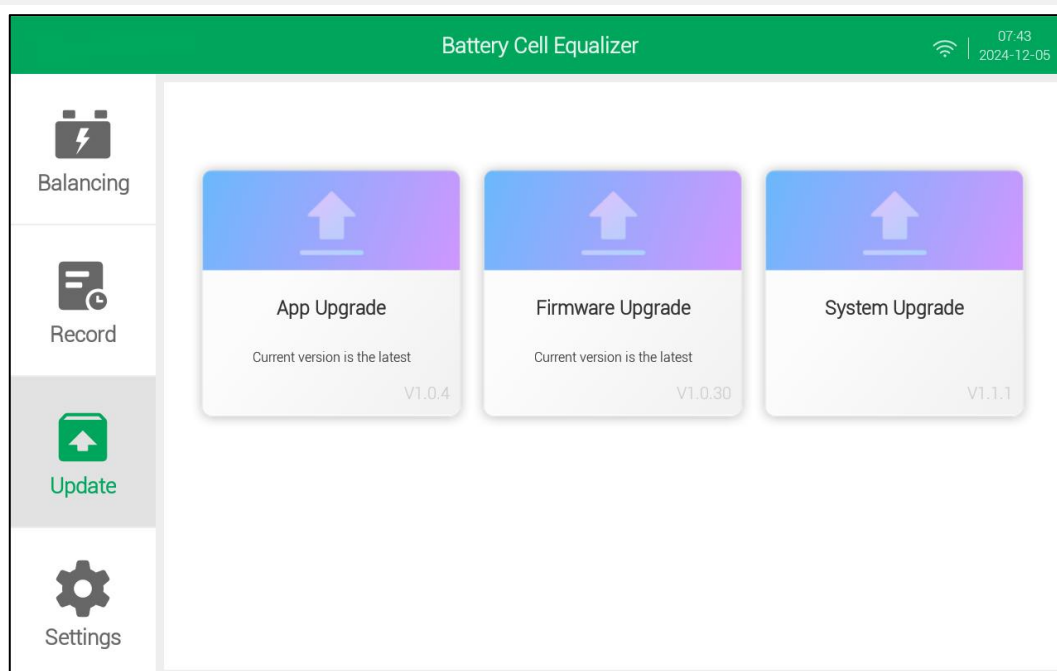 Battery Cell Equalizer
07:43
2024-12-05
Balancing
Record
Update
Settings
App Upgrade
Current version is the latest
V1.0.4
Firmware Upgrade
Current version is the latest
V1.0.30
System Upgrade
V1.1.1